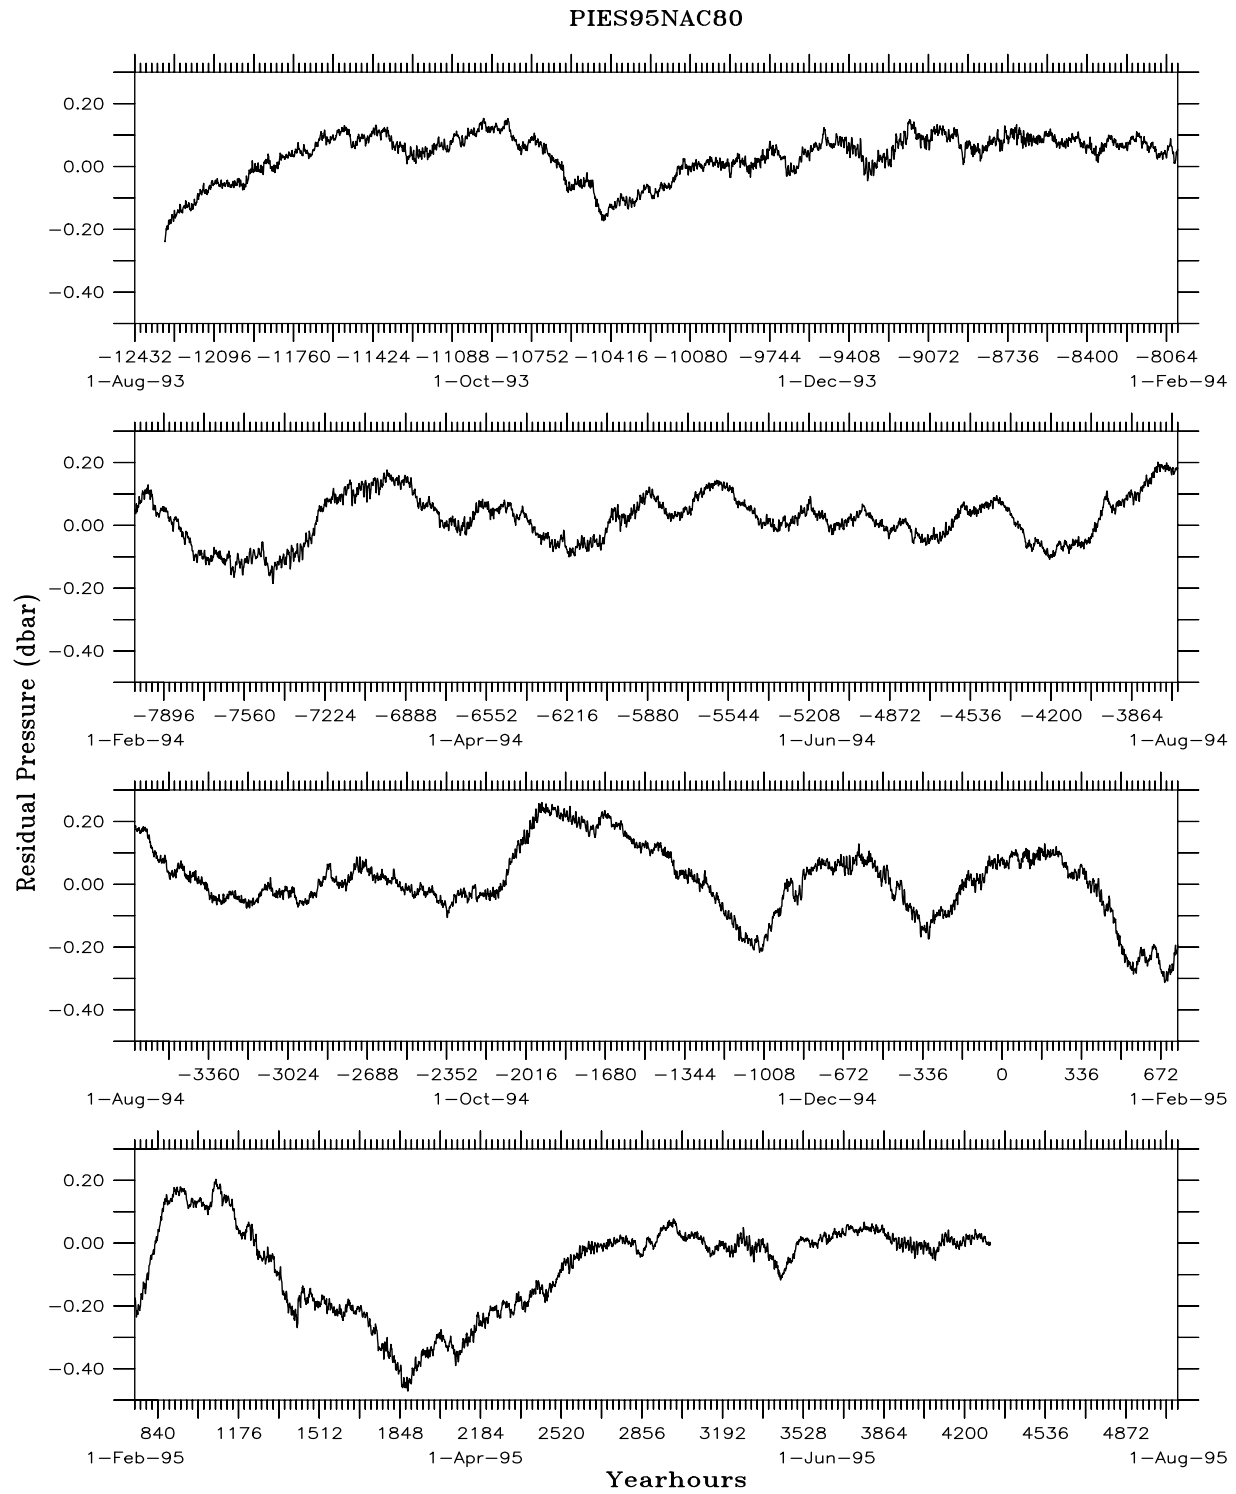 PIES95NAC80
0.20
0.00
−0.20
−0.40
−12432 −12096 −11760 −11424 −11088 −10752 −10416 −10080 −9744 −9408 −9072 −8736 −8400 −8064
1−Aug−93 1−Oct−93 1−Dec−93 1−Feb−94
0.20
0.00
−0.20
−0.40
−7896 −7560 −7224 −6888 −6552 −6216 −5880 −5544 −5208 −4872 −4536 −4200 −3864
1−Feb−94 1−Apr−94 1−Jun−94 1−Aug−94
Residual Pressure (dbar)
0.20
0.00
−0.20
−0.40
−3360 −3024 −2688 −2352 −2016 −1680 −1344 −1008 −672 −336 0 336 672
1−Aug−94 1−Oct−94 1−Dec−94 1−Feb−95
0.20
0.00
−0.20
−0.40
840 1176 1512 1848 2184 2520 2856 3192 3528 3864 4200 4536 4872
1−Feb−95 1−Apr−95 1−Jun−95 1−Aug−95
Yearhours